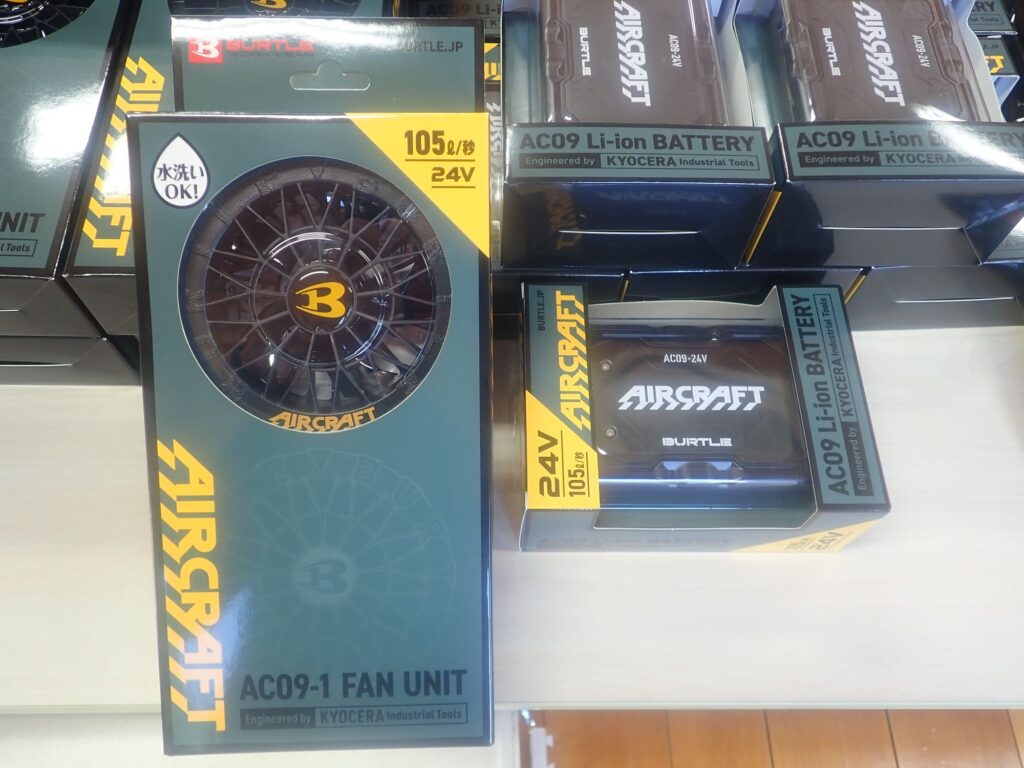 BURTLE
BURTLE.JP
AIRCRAFT
UNIT
水洗い
OK!
105ℓ/秒
24V
AIRCRAFT
AIRCRAFT
AC09-1 FAN UNIT
Engineered by KYOCERA Industrial Tools
AC09-24V
AIRCRAFT
BURTLE
AC09 Li-ion BATTERY
Engineered by KYOCERA Industrial Tools
AC09-24V
AIRCRAFT
BURTLE
AC09 Li-ion BATTERY
Engineered by KYOCERA
BURTLE.JP
AIRCRAFT
24V
105ℓ/秒
AC09-24V
AIRCRAFT
BURTLE
AC09 Li-ion BATTERY
Engineered by KYOCERA Industrial Tools
24V